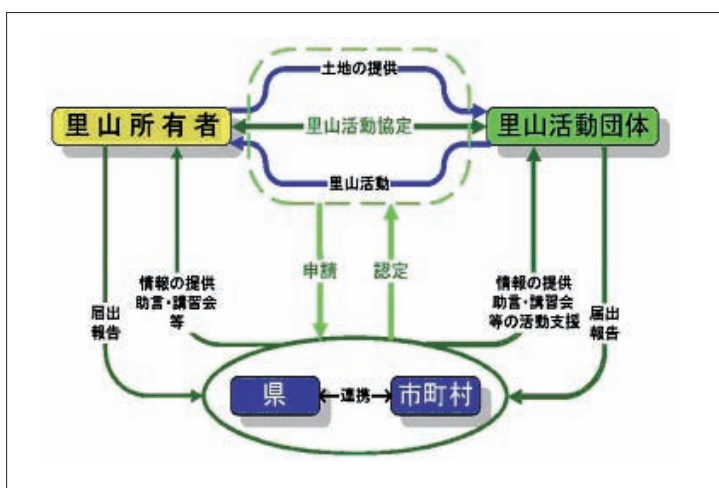 土地の提供
里山所有者
里山活動協定
里山活動団体
里山活動
申請
認定
情報の提供
助言・講習会
等
情報の提供
助言・講習会
等の活動支援
届出
報告
届出
報告
県
連携
市町村